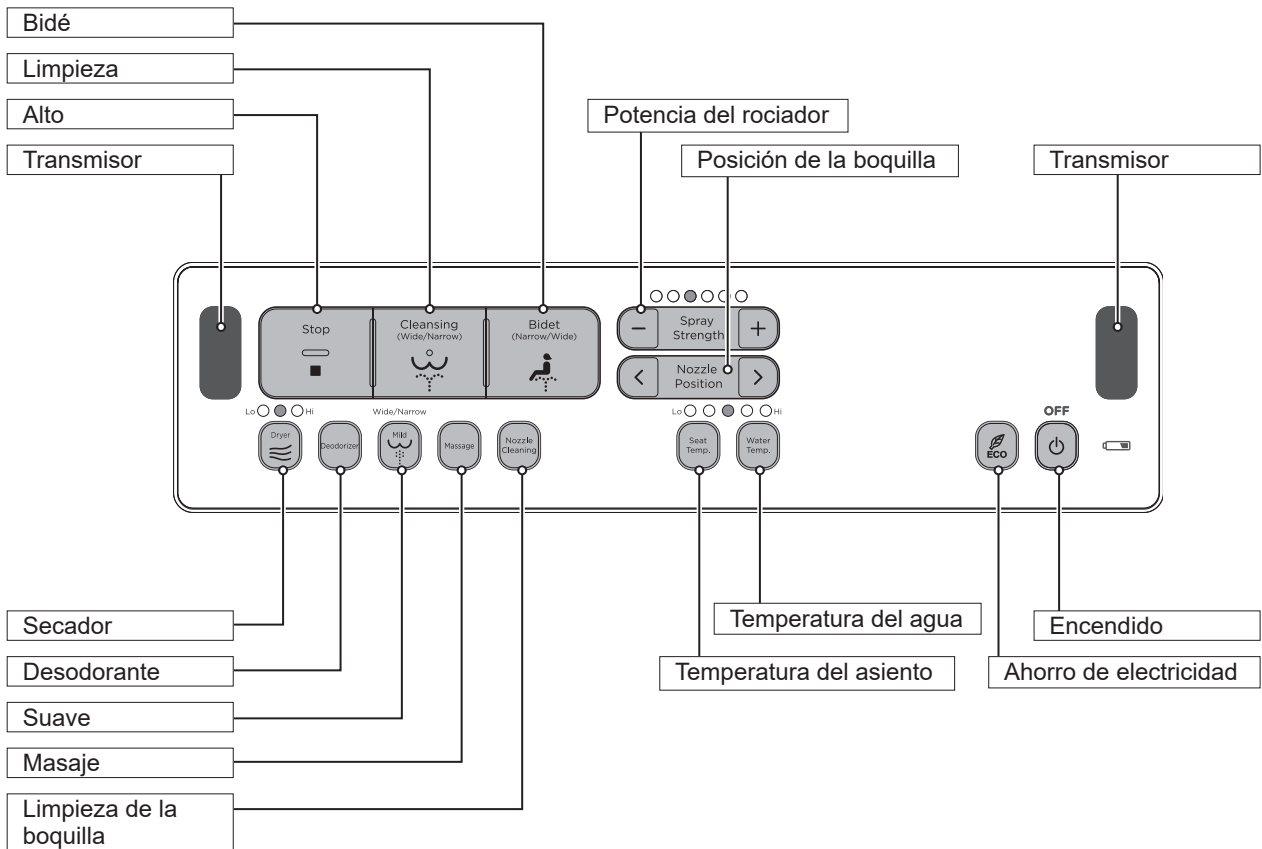 Bidé
Limpieza
Alto
Transmisor
Potencia del rociador
Posición de la boquilla
Transmisor
Stop
Cleansing
(Wide/Narrow)
Bidet
(Narrow/Wide)
Spray
Strength
Nozzle
Position
Lo
Hi
Wide/Narrow
Lo
Hi
OFF
Dryer
Deodorizer
Mild
Massage
Nozzle
Cleaning
Seat
Temp.
Water
Temp.
ECO
Secador
Desodorante
Suave
Masaje
Limpieza de la
boquilla
Temperatura del agua
Temperatura del asiento
Encendido
Ahorro de electricidad